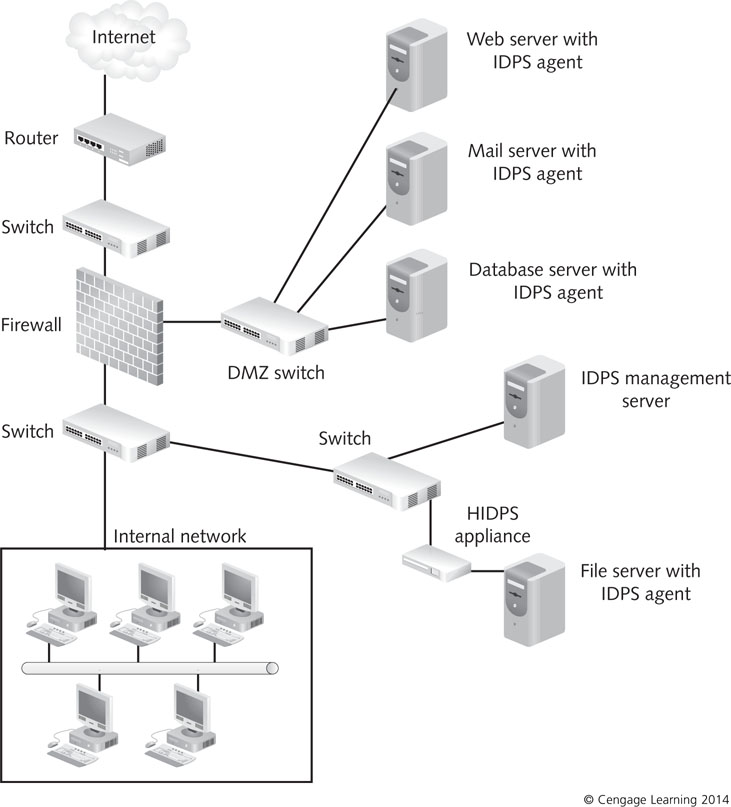 Internet
Router
Switch
Firewall
Switch
Web server with
IDPS agent
Mail server with
IDPS agent
Database server with
IDPS agent
DMZ switch
Switch
IDPS management
server
HIDPS
appliance
File server with
IDPS agent
Internal network
© Cengage Learning 2014